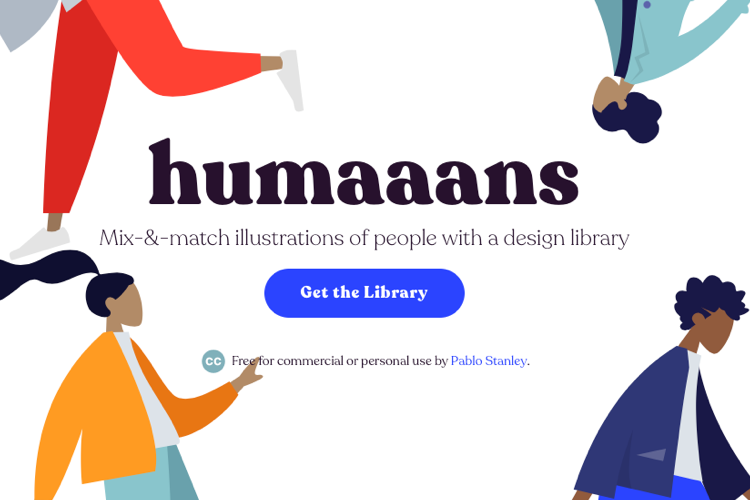 humaaans
Mix-&-match illustrations of people with a design library
Get the Library
CC Free for commercial or personal use by Pablo Stanley.